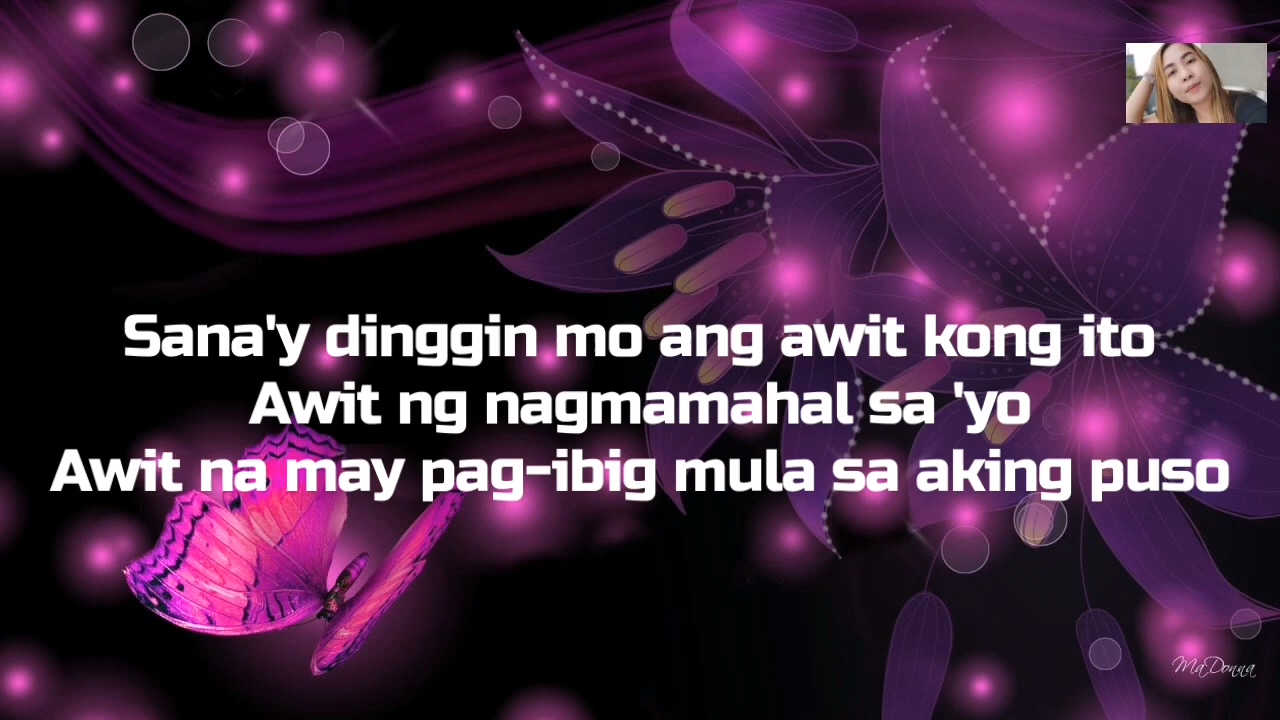 Sana'y dinggin mo ang awit kong ito
Awit ng nagmamahal sa 'yo
Awit na may pag-ibig mula sa aking puso
MaDonna